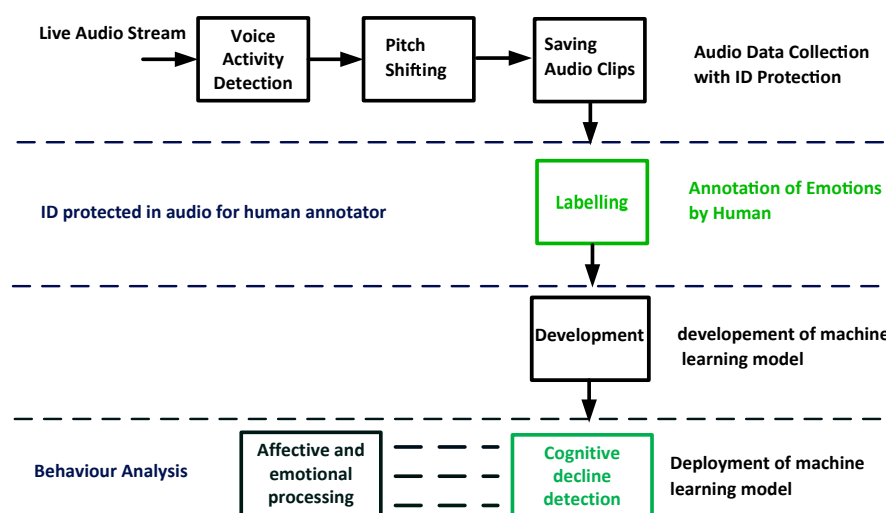 Live Audio Stream
Voice
Activity
Detection
Pitch
Shifting
Saving
Audio Clips
Audio Data Collection
with ID Protection
ID protected in audio for human annotator
Labelling
Annotation of Emotions
by Human
Development
developement of machine
learning model
Behaviour Analysis
Affective and
emotional
processing
Cognitive
decline
detection
Deployment of machine
learning model